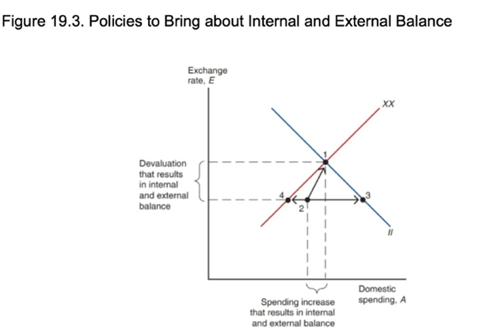 Figure 19.3. Policies to Bring about Internal and External Balance
Exchange
rate, E
XX
1
Devaluation
that results
in internal
and external
balance
4
2
3
II
Domestic
spending, A
Spending increase
that results in internal
and external balance